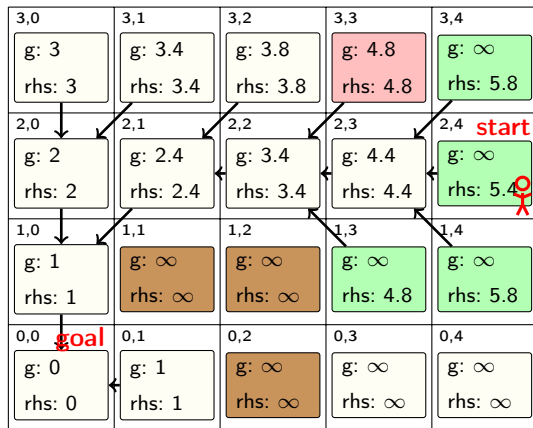 3,0 3,1 3,2 3,3 3,4
g: 3 g: 3.4 g: 3.8 g: 4.8 g: ∞
rhs: 3 rhs: 3.4 rhs: 3.8 rhs: 4.8 rhs: 5.8
2,0 2,1 2,2 2,3 2,4 start
g: 2 g: 2.4 g: 3.4 g: 4.4 g: ∞
rhs: 2 rhs: 2.4 rhs: 3.4 rhs: 4.4 rhs: 5.4
1,0 1,1 1,2 1,3 1,4
g: 1 g: ∞ g: ∞ g: ∞ g: ∞
rhs: 1 rhs: ∞ rhs: ∞ rhs: 4.8 rhs: 5.8
0,0 goal 0,1 0,2 0,3 0,4
g: 0 g: 1 g: ∞ g: ∞ g: ∞
rhs: 0 rhs: 1 rhs: ∞ rhs: ∞ rhs: ∞